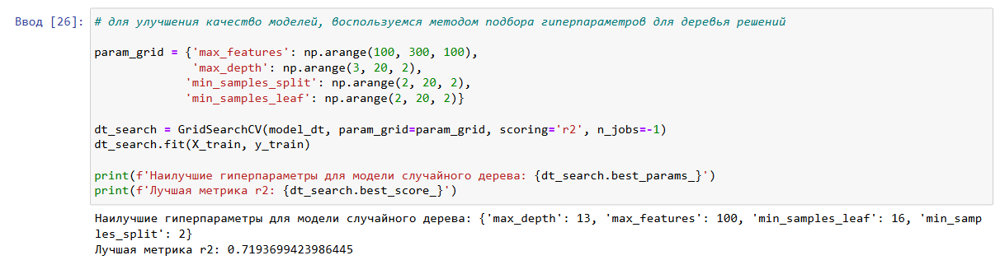 Ввод [26]: # для улучшения качество моделей, воспользуемся методом подбора гиперпараметров для деревья решений
param_grid = {'max_features': np.arange(100, 300, 100),
'max_depth': np.arange(3, 20, 2),
'min_samples_split': np.arange(2, 20, 2),
'min_samples_leaf': np.arange(2, 20, 2)}
dt_search = GridSearchCV(model_dt, param_grid=param_grid, scoring='r2', n_jobs=-1)
dt_search.fit(X_train, y_train)
print(f'Наилучшие гиперпараметры для модели случайного дерева: {dt_search.best_params_}')
print(f'Лучшая метрика r2: {dt_search.best_score_}')
Наилучшие гиперпараметры для модели случайного дерева: {'max_depth': 13, 'max_features': 100, 'min_samples_leaf': 16, 'min_samp
les_split': 2}
Лучшая метрика r2: 0.7193699423986445